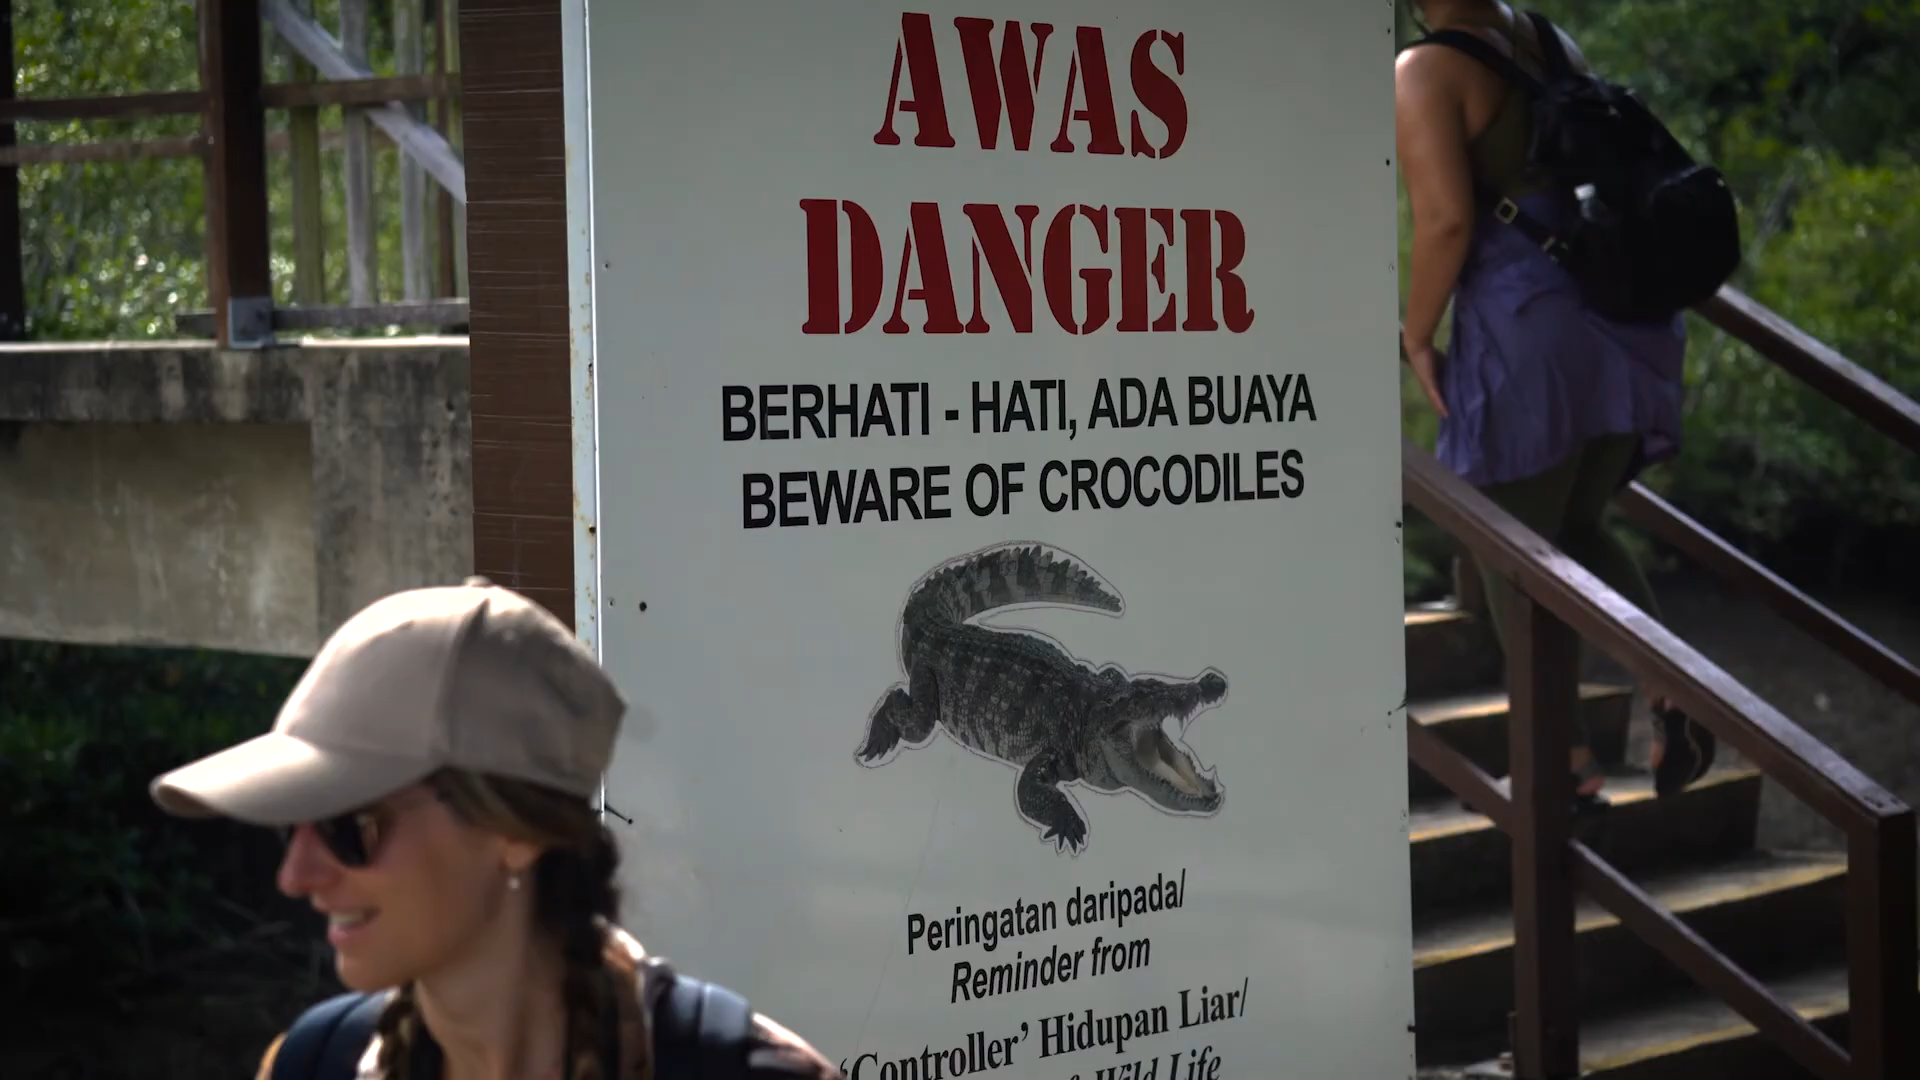 AWAS
DANGER
BERHATI - HATI, ADA BUAYA
BEWARE OF CROCODILES
Peringatan daripada/
Reminder from
'Controller' Hidupan Liar/
Wild Life